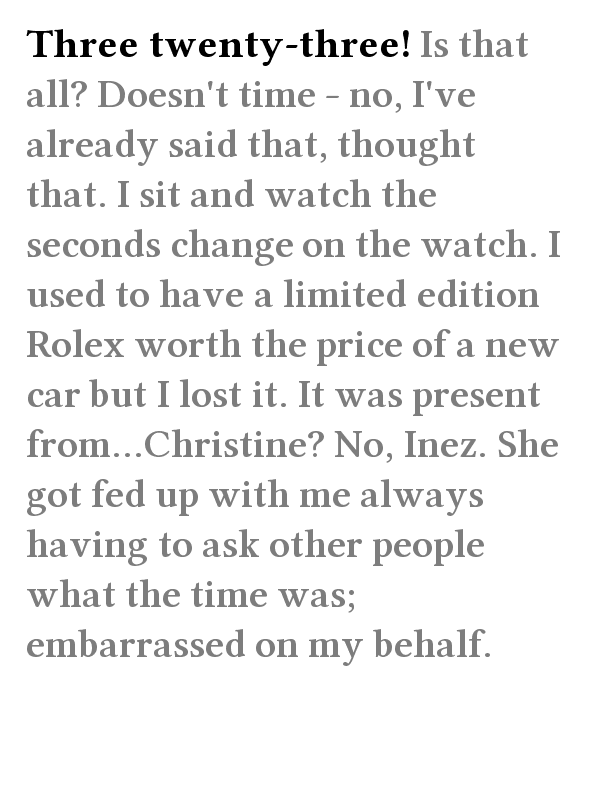 Three twenty-three! Is that
all? Doesn't time - no, I've
already said that, thought
that. I sit and watch the
seconds change on the watch. I
used to have a limited edition
Rolex worth the price of a new
car but I lost it. It was present
from...Christine? No, Inez. She
got fed up with me always
having to ask other people
what the time was;
embarrassed on my behalf.